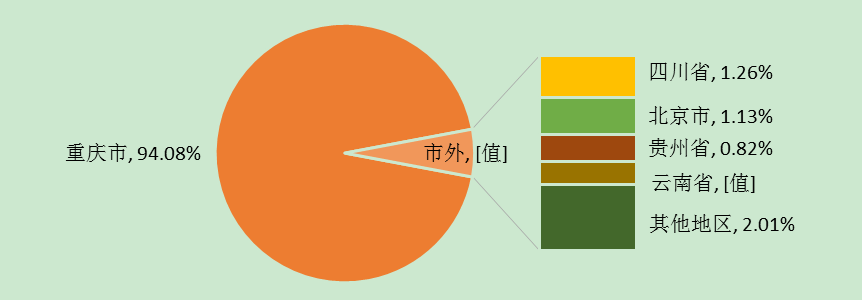 重庆市, 94.08%
市外, [值]
四川省, 1.26%
北京市, 1.13%
贵州省, 0.82%
云南省, [值]
其他地区, 2.01%